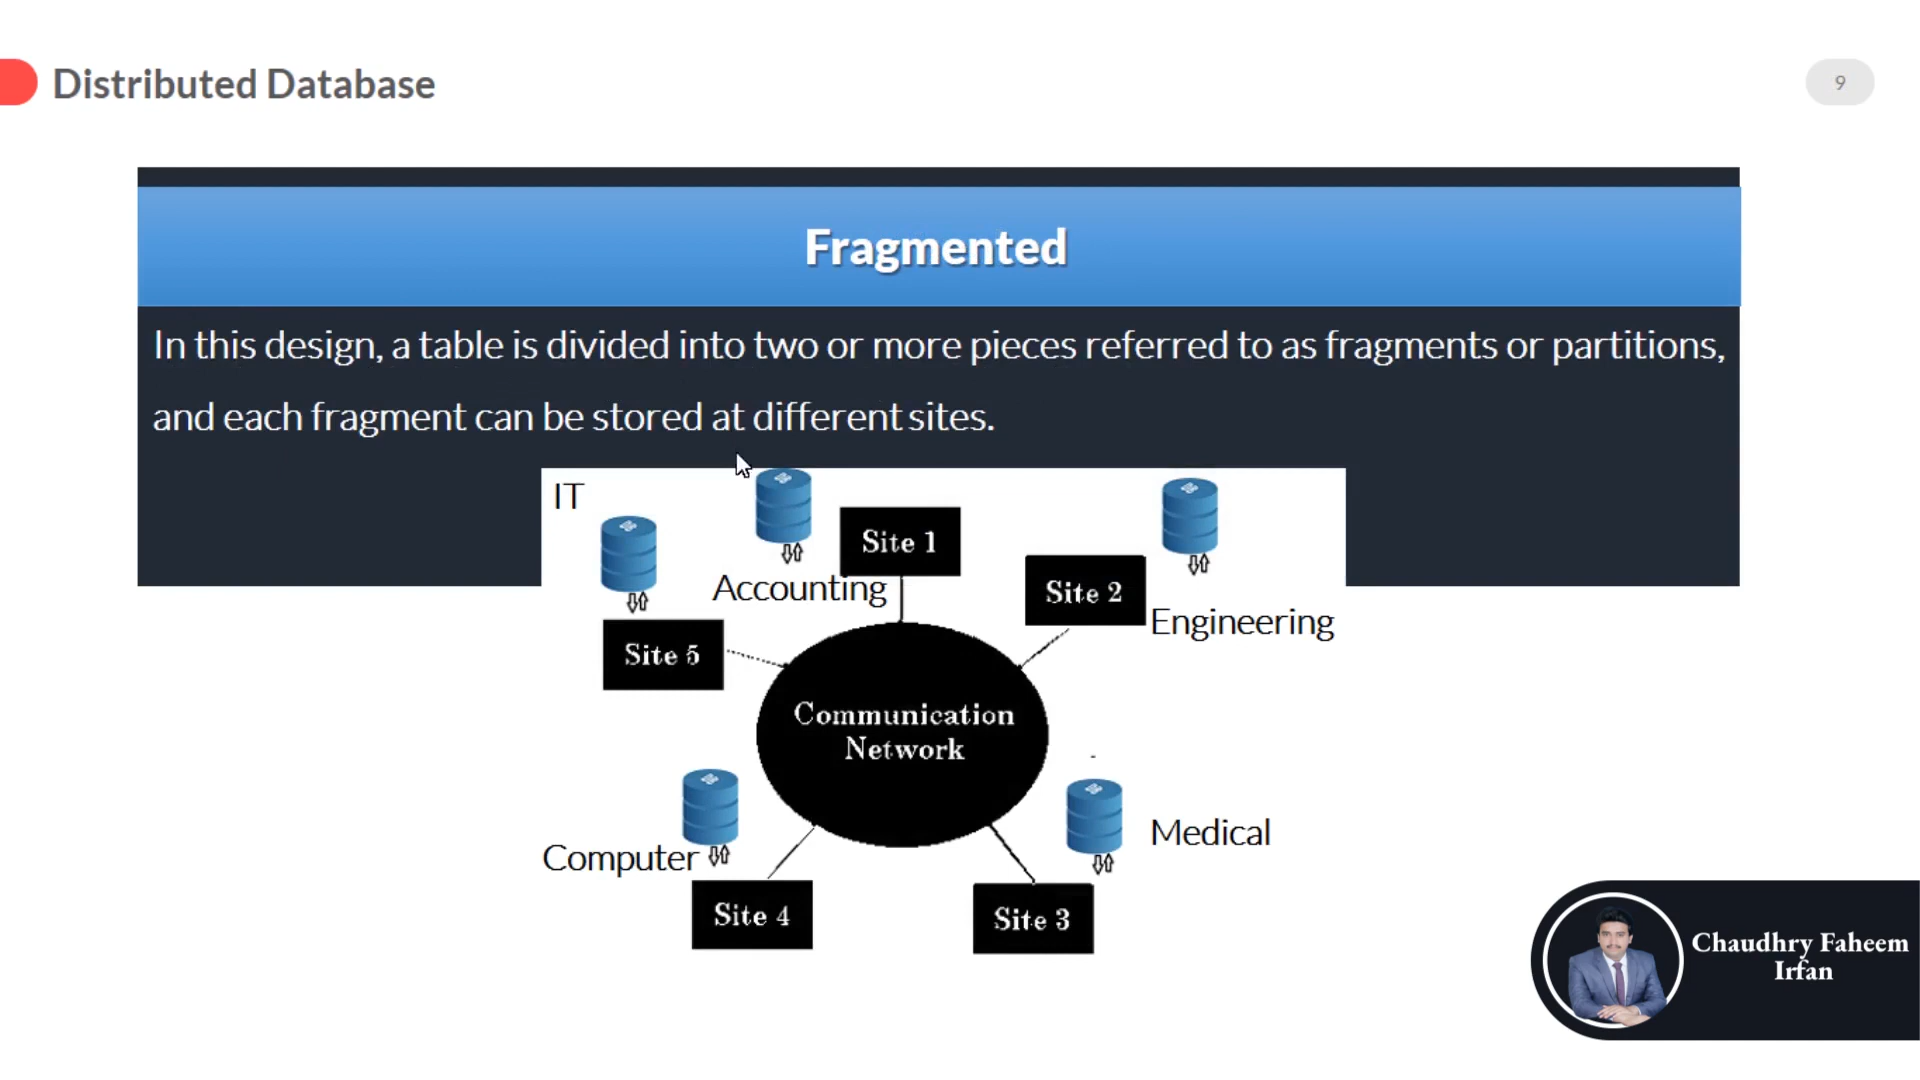 Distributed Database
9
Fragmented
In this design, a table is divided into two or more pieces referred to as fragments or partitions,
and each fragment can be stored at different sites.
IT
Site 1
Accounting
Site 2
Engineering
Site 5
Communication
Network
Medical
Computer
Site 4
Site 3
Chaudhry Faheem
Irfan